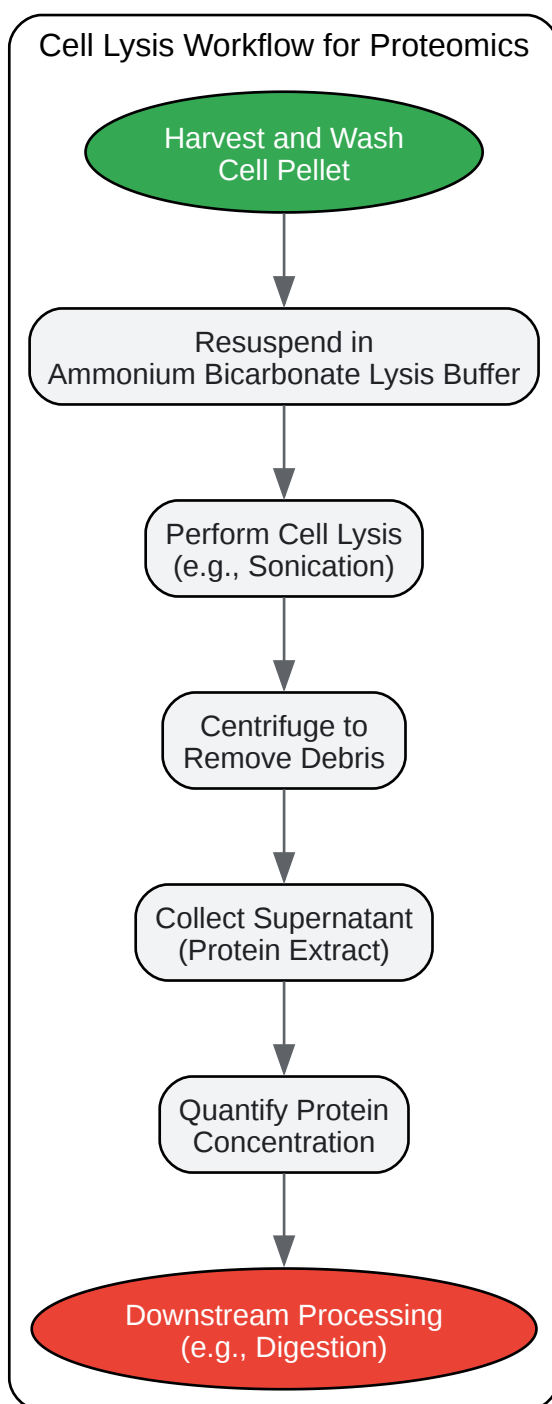 Cell Lysis Workflow for Proteomics
Harvest and Wash
Cell Pellet
Resuspend in
Ammonium Bicarbonate Lysis Buffer
Perform Cell Lysis
(e.g., Sonication)
Centrifuge to
Remove Debris
Collect Supernatant
(Protein Extract)
Quantify Protein
Concentration
Downstream Processing
(e.g., Digestion)